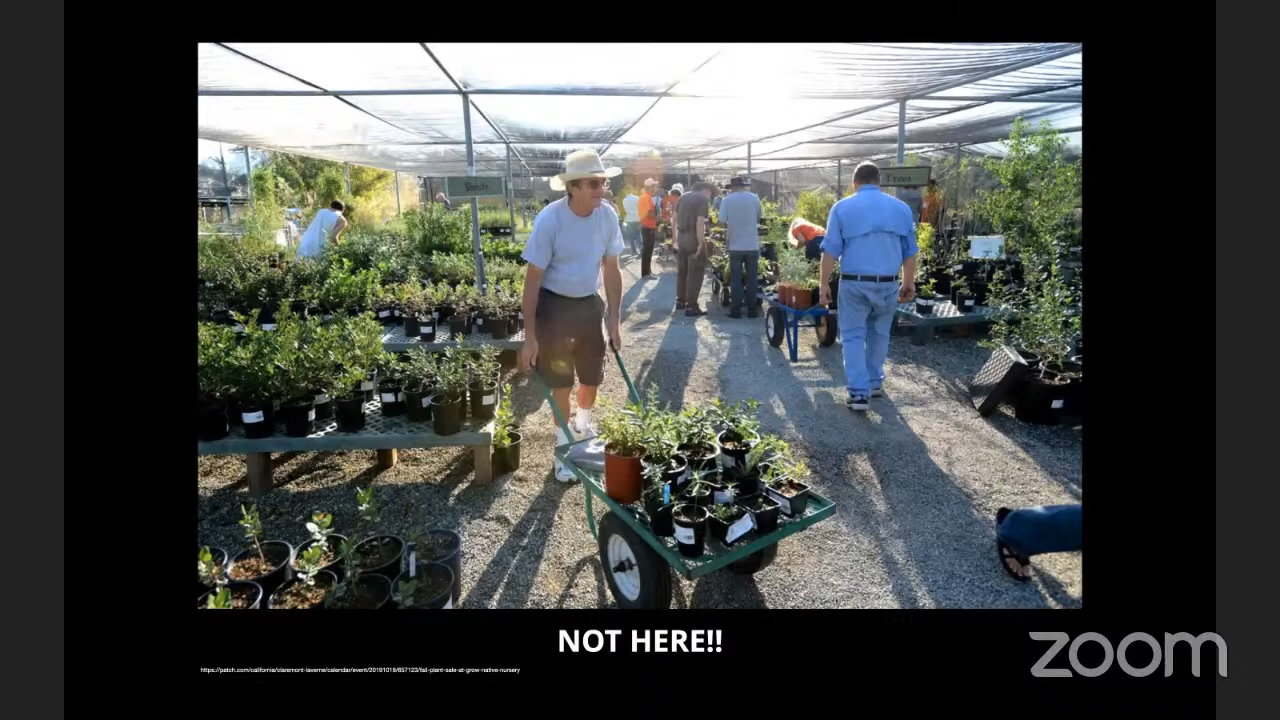 Shrubs
Trees
NOT HERE!!
https://patch.com/california/claremont-laverne/calendar/event/20191019/657123/fall-plant-sale-at-grow-native-nursery
zoom